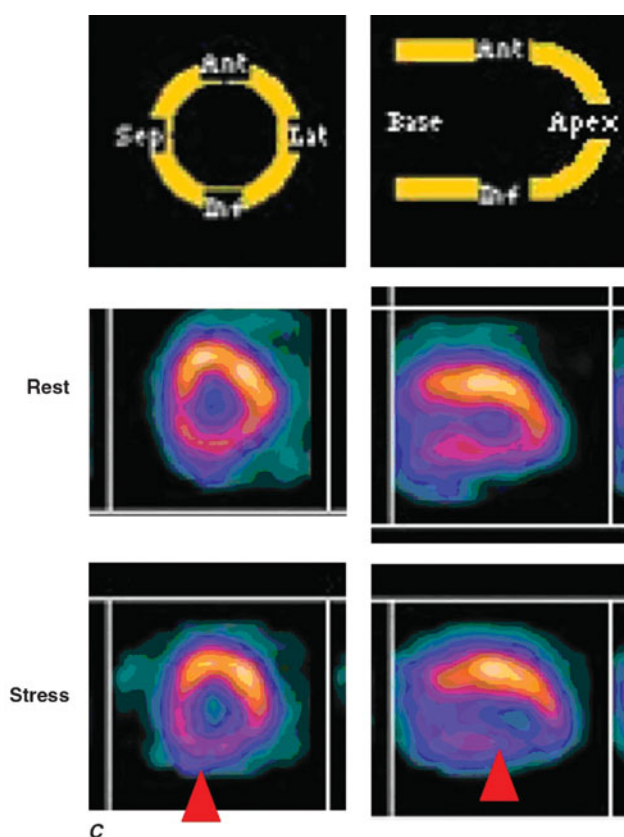 Ant
Sep
Lat
Inf
Ant
Base
Apex
Inf
Rest
Stress
C